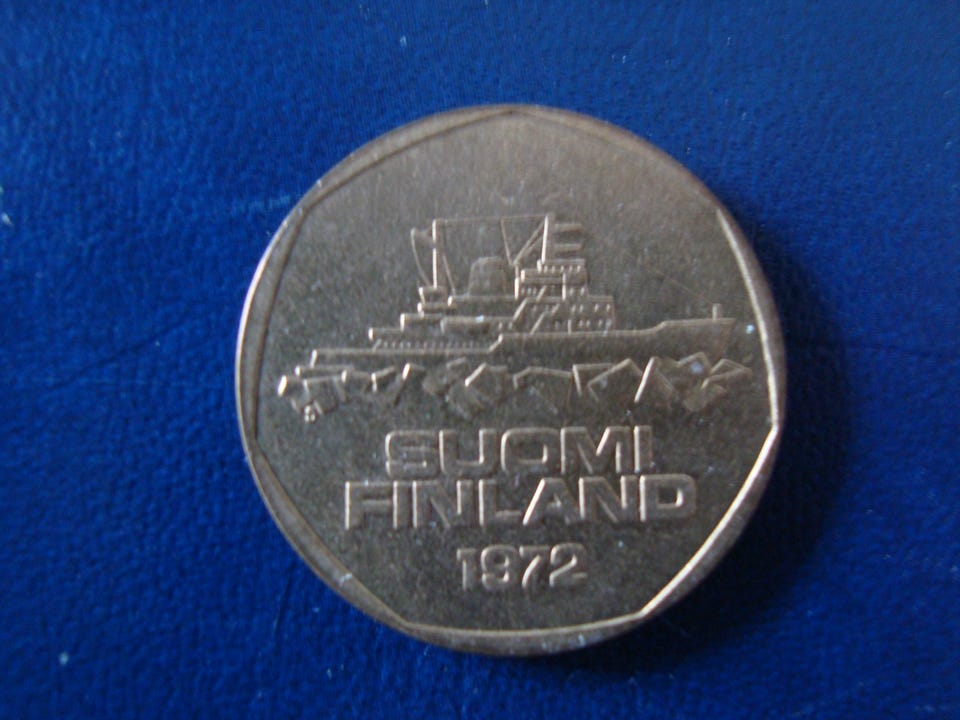 SUOMI
FINLAND
1972